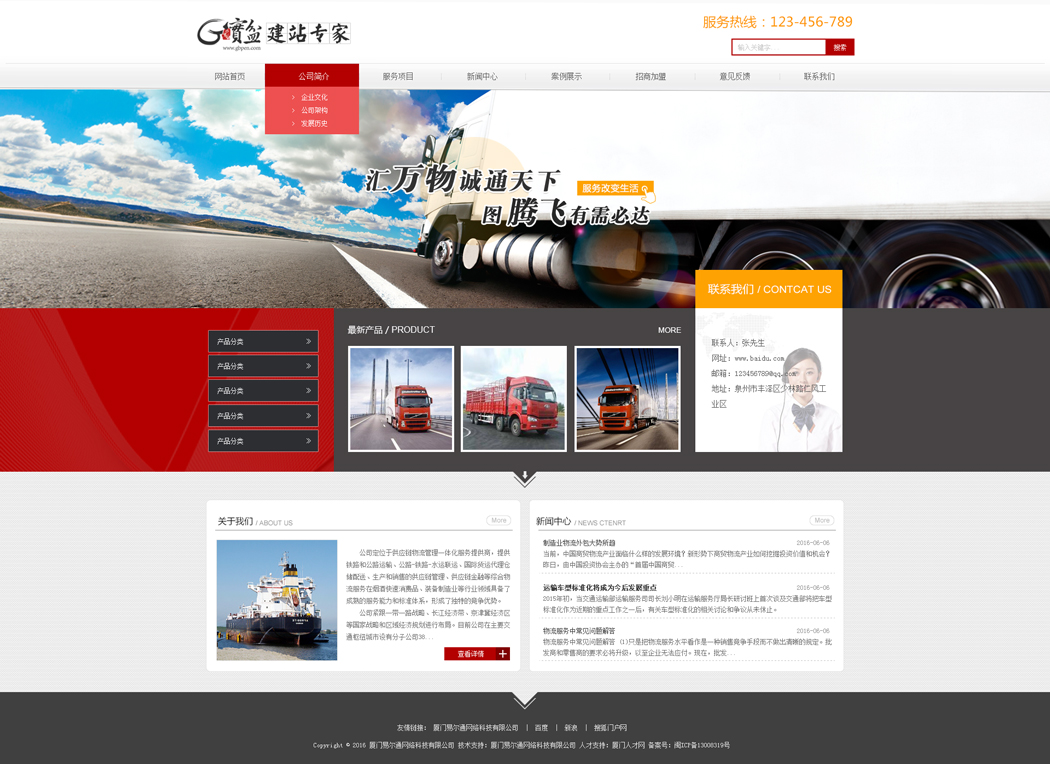 寶盆 建站专家
www.gbpen.com
服务热线：123-456-789
输入关键字
搜索
网站首页 公司简介 服务项目 新闻中心 案例展示 招商加盟 意见反馈 联系我们
企业文化
公司架构
发展历史
汇万物诚通天下
服务改变生活
图腾飞有需必达
联系我们 / CONTCAT US
联系人：张先生
网址：www.baidu.com
邮箱：123456789@qq.com
地址：泉州市丰泽区少林路仁风工
业区
产品分类
产品分类
产品分类
产品分类
产品分类
最新产品 / PRODUCT
MORE
关于我们 / ABOUT US
More
公司定位于供应链物流管理一体化服务提供商，提供
铁路和公路运输、公路-铁路-水运联运、国际货运代理仓
储配送、生产和销售的供应链管理、供应链金融等综合物
流服务在烟草快速消费品、装备制造业等行业领域具备了
成熟的服务能力和标准体系，形成了独特的竞争优势。
公司紧跟一带一路战略、长江经济带、京津冀经济区
等国家战略和区域经济规划进行布局。目前公司在主要交
通枢纽城市设有分子公司38...
查看详情
新闻中心 / NEWS CTENRT
More
制造业物流外包大势所趋
2016-06-06
当前，中国商贸物流产业面临什么样的发展环境？新形势下商贸物流产业如何挖掘投资价值和机会？
昨日，由中国投资协会主办的“首届中国商贸...
运输车型标准化将成为今后发展重点
2016-06-06
2015年初，当交通运输部运输服务司司长刘小明在运输服务厅局长研讨班上首次谈及交通部将把车型
标准化作为近期的重点工作之一后，有关车型标准化的相关讨论和争议从未休止。
物流服务中常见问题解答
2016-06-06
物流服务中常见问题解答 (1)只是把物流服务水平看作是一种销售竞争手段而不做出清晰的规定。批
发商和零售商的要求必将升级，以至企业无法应付。现在，批发...
友情链接： 厦门易尔通网络科技有限公司 | 百度 | 新浪 | 搜狐门户网
Copyright © 2016 厦门易尔通网络科技有限公司 技术支持：厦门易尔通网络科技有限公司 人才支持：厦门人才网 备案号：闽ICP备13008319号